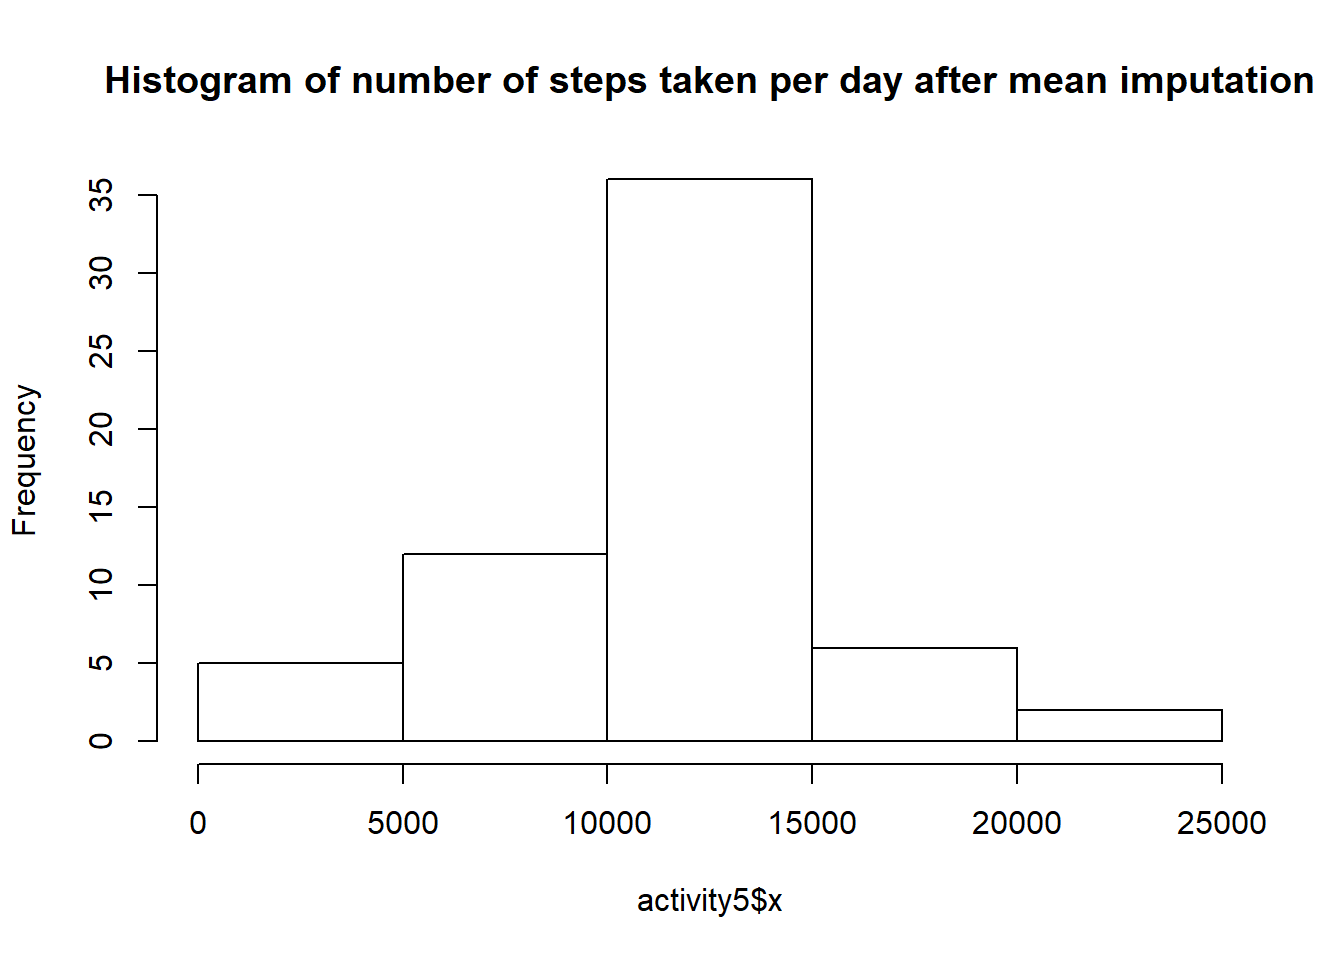 Histogram of number of steps taken per day after mean imputation
Frequency
35
30
25
20
15
10
5
0
0 5000 10000 15000 20000 25000
activity5$x